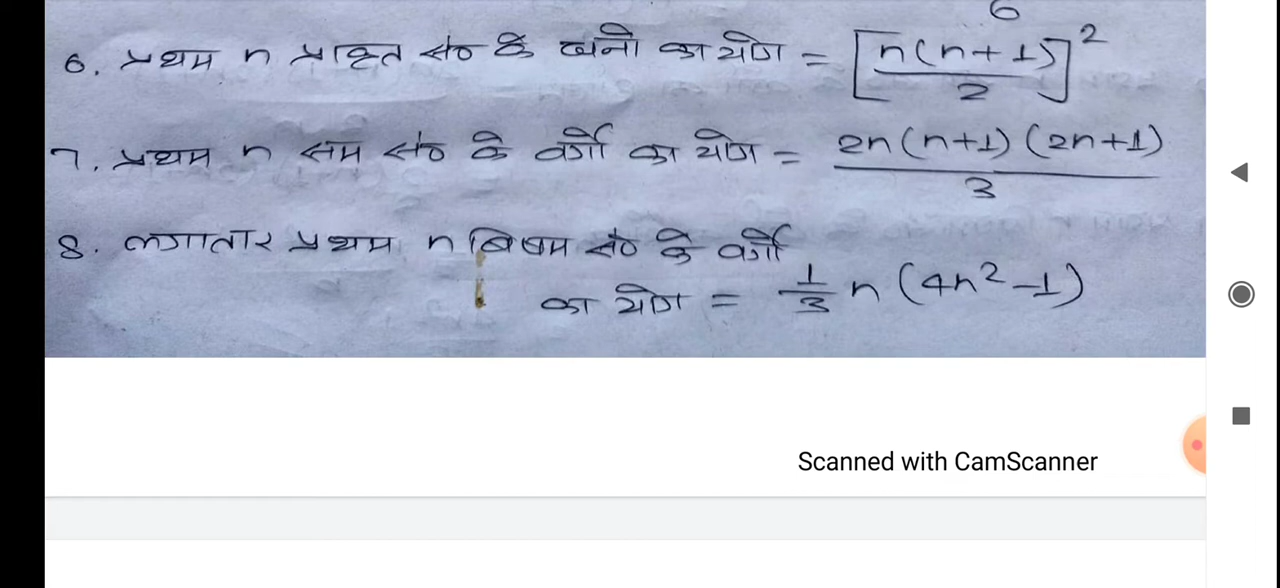 6
6. प्रथम n प्राकृत सं० के घनो का योग = [n(n+1)/2]²
7. प्रथम n सम सं० के वर्गो का योग = 2n(n+1)(2n+1)/3
8. लगातार प्रथम n विषम सं० के वर्गो
का योग = 1/3 n (4n²-1)
Scanned with CamScanner